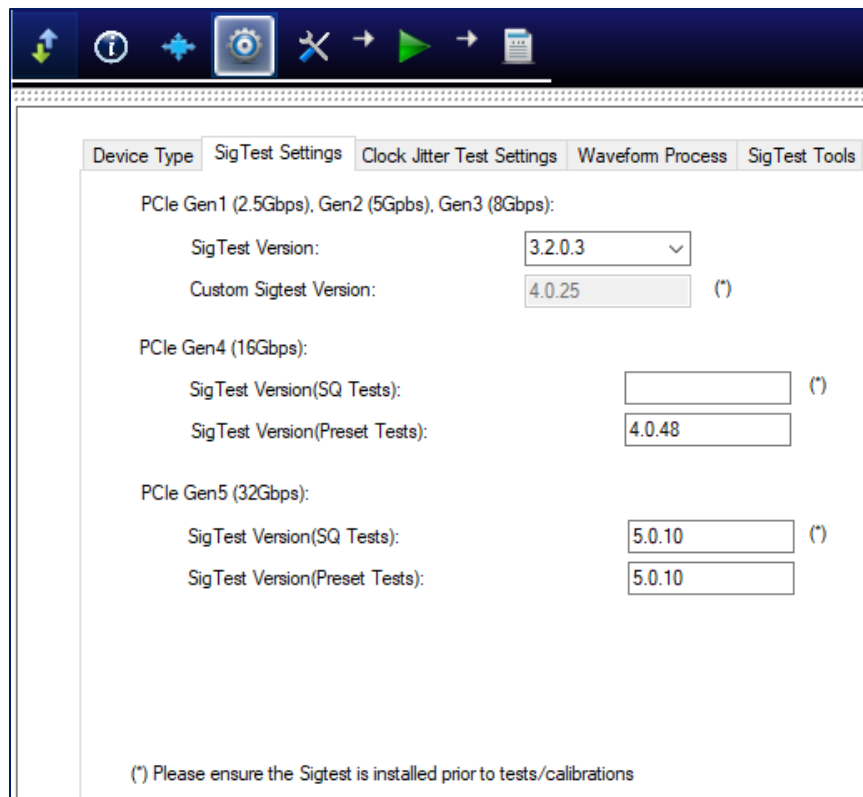 Device Type SigTest Settings Clock Jitter Test Settings Waveform Process SigTest Tools
PCIe Gen1 (2.5Gbps), Gen2 (5Gpbs), Gen3 (8Gbps):
SigTest Version: 3.2.0.3
Custom Sigtest Version: 4.0.25 (*)
PCIe Gen4 (16Gbps):
SigTest Version(SQ Tests): (*)
SigTest Version(Preset Tests): 4.0.48
PCIe Gen5 (32Gbps):
SigTest Version(SQ Tests): 5.0.10 (*)
SigTest Version(Preset Tests): 5.0.10
(*) Please ensure the Sigtest is installed prior to tests/calibrations